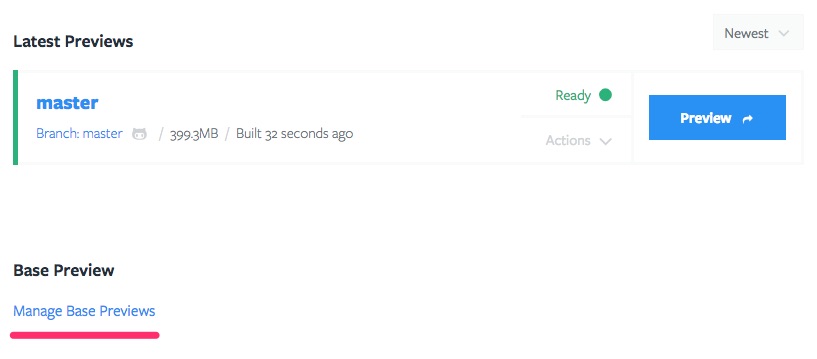 Newest
Latest Previews
master
Ready
Preview
Branch: master / 399.3MB / Built 32 seconds ago
Actions
Base Preview
Manage Base Previews